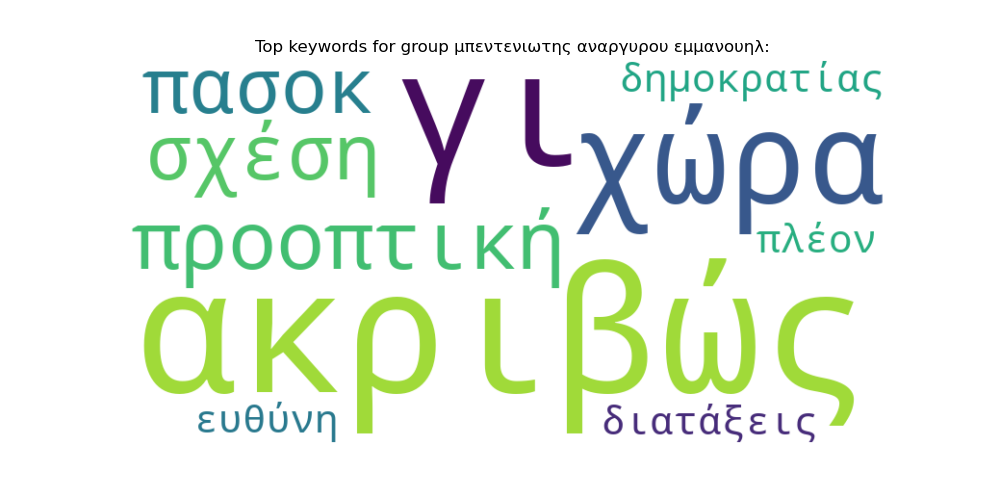 Top keywords for group μπεντενιωτης αναργυρου εμμανουηλ:
πασοκ
γι
δημοκρατίας
σχέση
χώρα
προοπτική
πλέον
ακριβώς
ευθύνη
διατάξεις